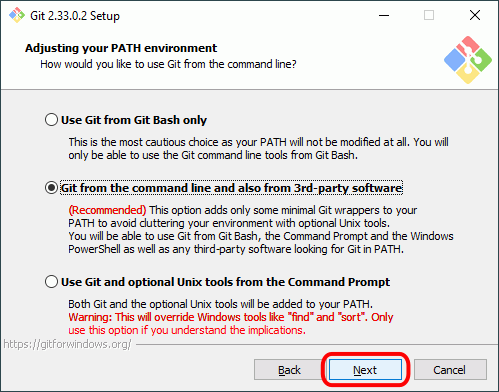 Git 2.33.0.2 Setup
Adjusting your PATH environment
How would you like to use Git from the command line?
Use Git from Git Bash only
This is the most cautious choice as your PATH will not be modified at all. You will
only be able to use the Git command line tools from Git Bash.
Git from the command line and also from 3rd-party software
(Recommended) This option adds only some minimal Git wrappers to your
PATH to avoid cluttering your environment with optional Unix tools.
You will be able to use Git from Git Bash, the Command Prompt and the Windows
PowerShell as well as any third-party software looking for Git in PATH.
Use Git and optional Unix tools from the Command Prompt
Both Git and the optional Unix tools will be added to your PATH.
Warning: This will override Windows tools like "find" and "sort". Only
use this option if you understand the implications.
https://gitforwindows.org/
Back Next Cancel